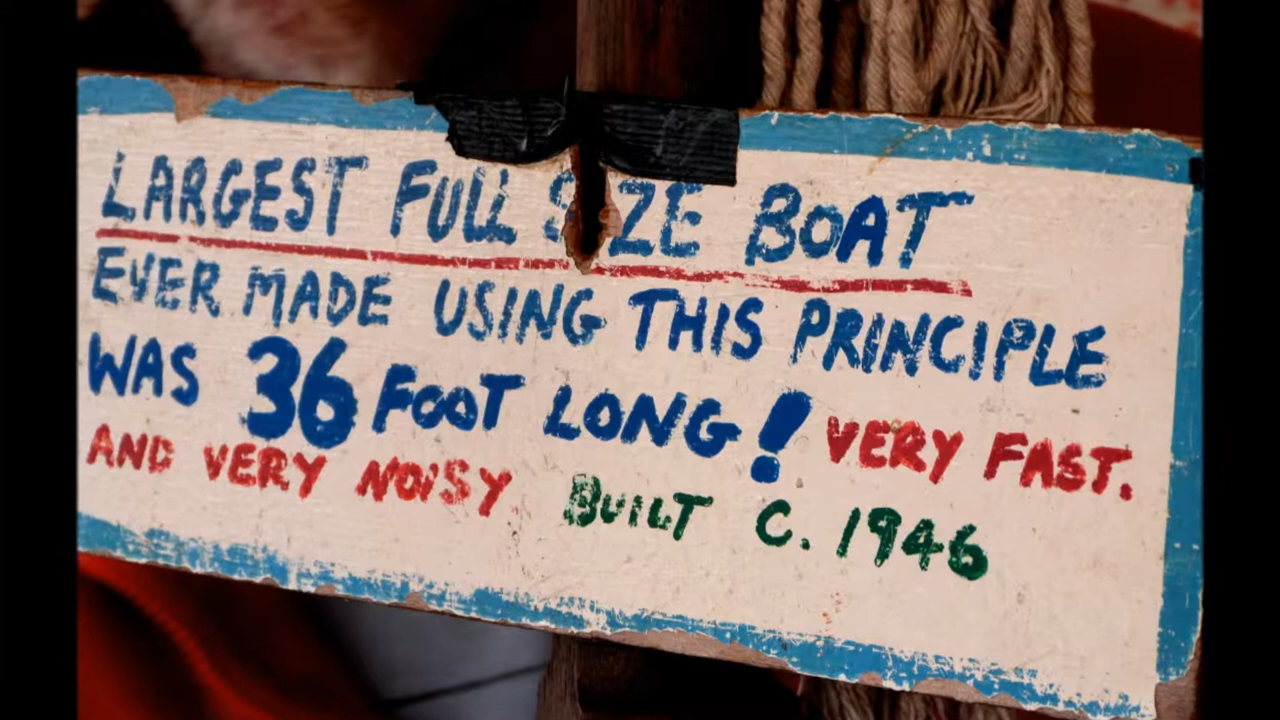 LARGEST FULL SIZE BOAT
EVER MADE USING THIS PRINCIPLE
WAS 36 FOOT LONG! VERY FAST.
AND VERY NOISY BUILT C. 1946